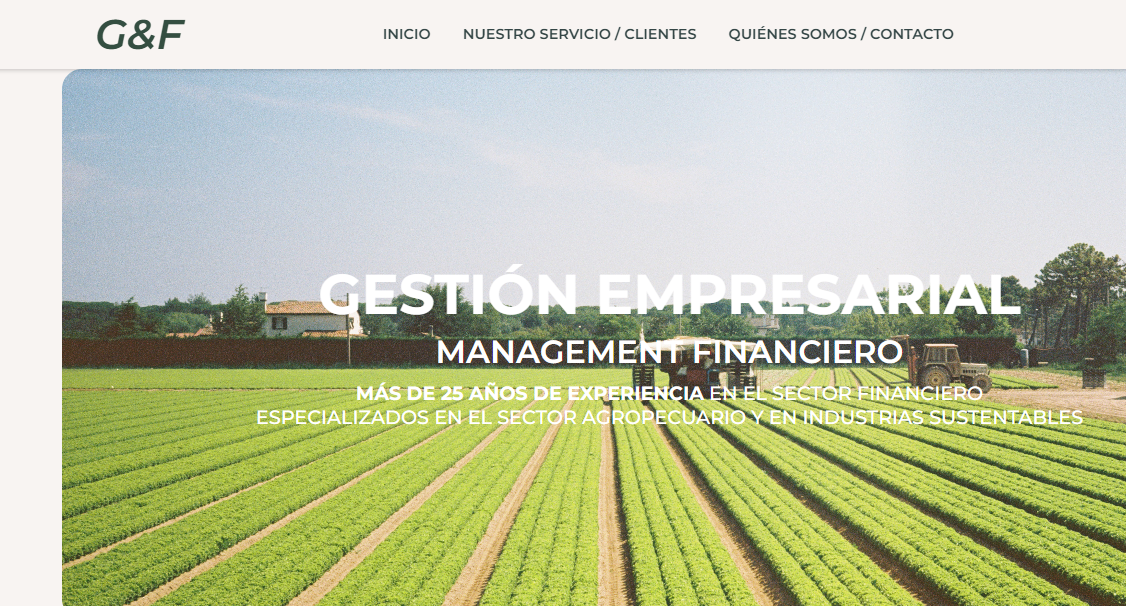 G&F
INICIO NUESTRO SERVICIO / CLIENTES QUIÉNES SOMOS / CONTACTO
GESTIÓN EMPRESARIAL
MANAGEMENT FINANCIERO
MÁS DE 25 AÑOS DE EXPERIENCIA EN EL SECTOR FINANCIERO
ESPECIALIZADOS EN EL SECTOR AGROPECUARIO Y EN INDUSTRIAS SUSTENTABLES